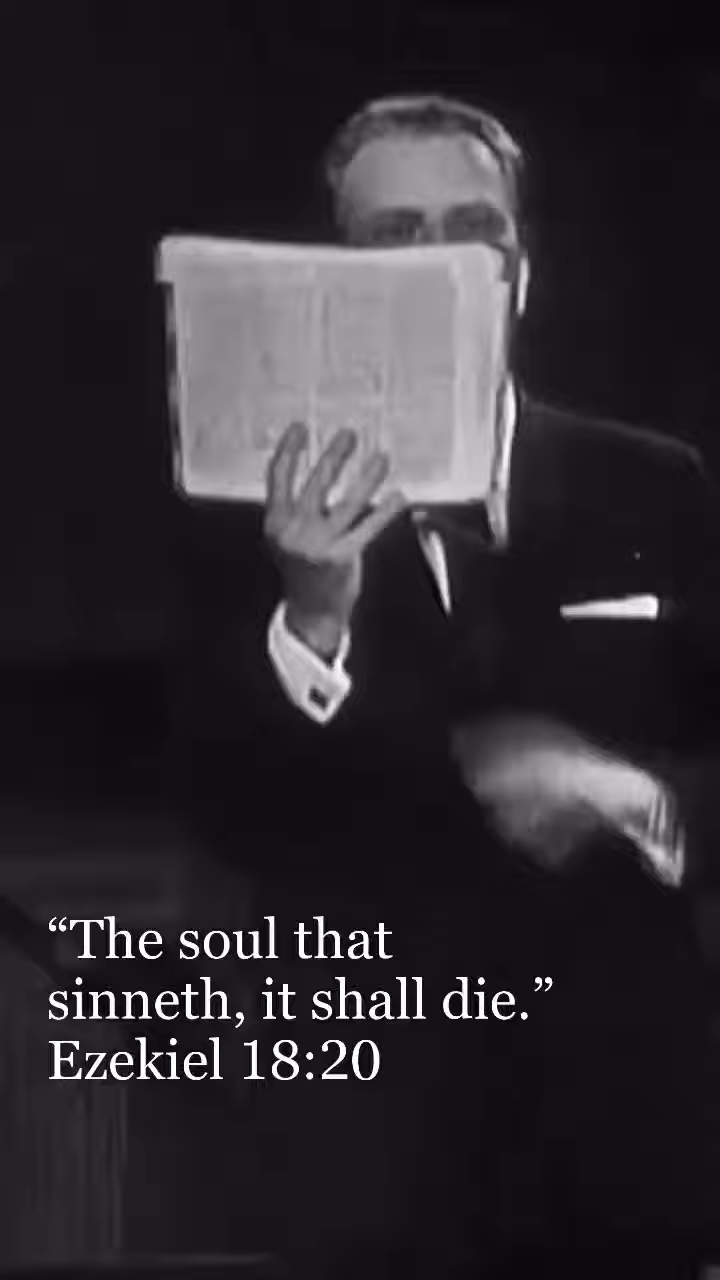 “The soul that
sinneth, it shall die.”
Ezekiel 18:20